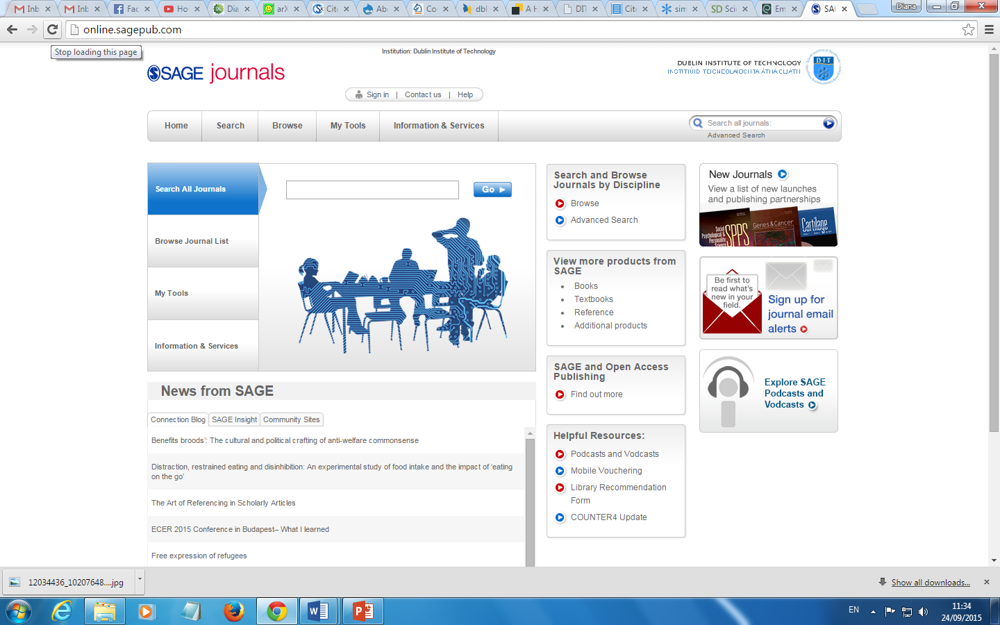 Inb
Inb
Fac
Ho
Dia
arX
Cit
Abo
Co
dbl
A H
DIT
Cite
sim
Sci
Em
SA
Diana
online.sagepub.com
Stop loading this page
Institution: Dublin Institute of Technology
SAGE journals
DUBLIN INSTITUTE OF TECHNOLOGY
INSTITIÚID TEICNEOLAÍOCHTA ÁTHA CLIATH
DIT
Sign in | Contact us | Help
Home
Search
Browse
My Tools
Information & Services
Search all journals:
Advanced Search
Search All Journals
Go
Browse Journal List
My Tools
Information & Services
Search and Browse
Journals by Discipline
Browse
Advanced Search
View more products from
SAGE
• Books
• Textbooks
• Reference
• Additional products
SAGE and Open Access
Publishing
Find out more
Helpful Resources:
Podcasts and Vodcasts
Mobile Vouchering
Library Recommendation
Form
COUNTER4 Update
New Journals
View a list of new launches
and publishing partnerships
Social
Psychological &
Personality
Science
SPPS
Genes & Cancer
Cartilage
Be first to
read what's
new in your
field.
Sign up for
journal email
alerts
Explore SAGE
Podcasts and
Vodcasts
News from SAGE
Connection Blog
SAGE Insight
Community Sites
Benefits broods': The cultural and political crafting of anti-welfare commonsense
Distraction, restrained eating and disinhibition: An experimental study of food intake and the impact of 'eating
on the go'
The Art of Referencing in Scholarly Articles
ECER 2015 Conference in Budapest– What I learned
Free expression of refugees
12034436_10207648....jpg
Show all downloads...
EN
11:34
24/09/2015